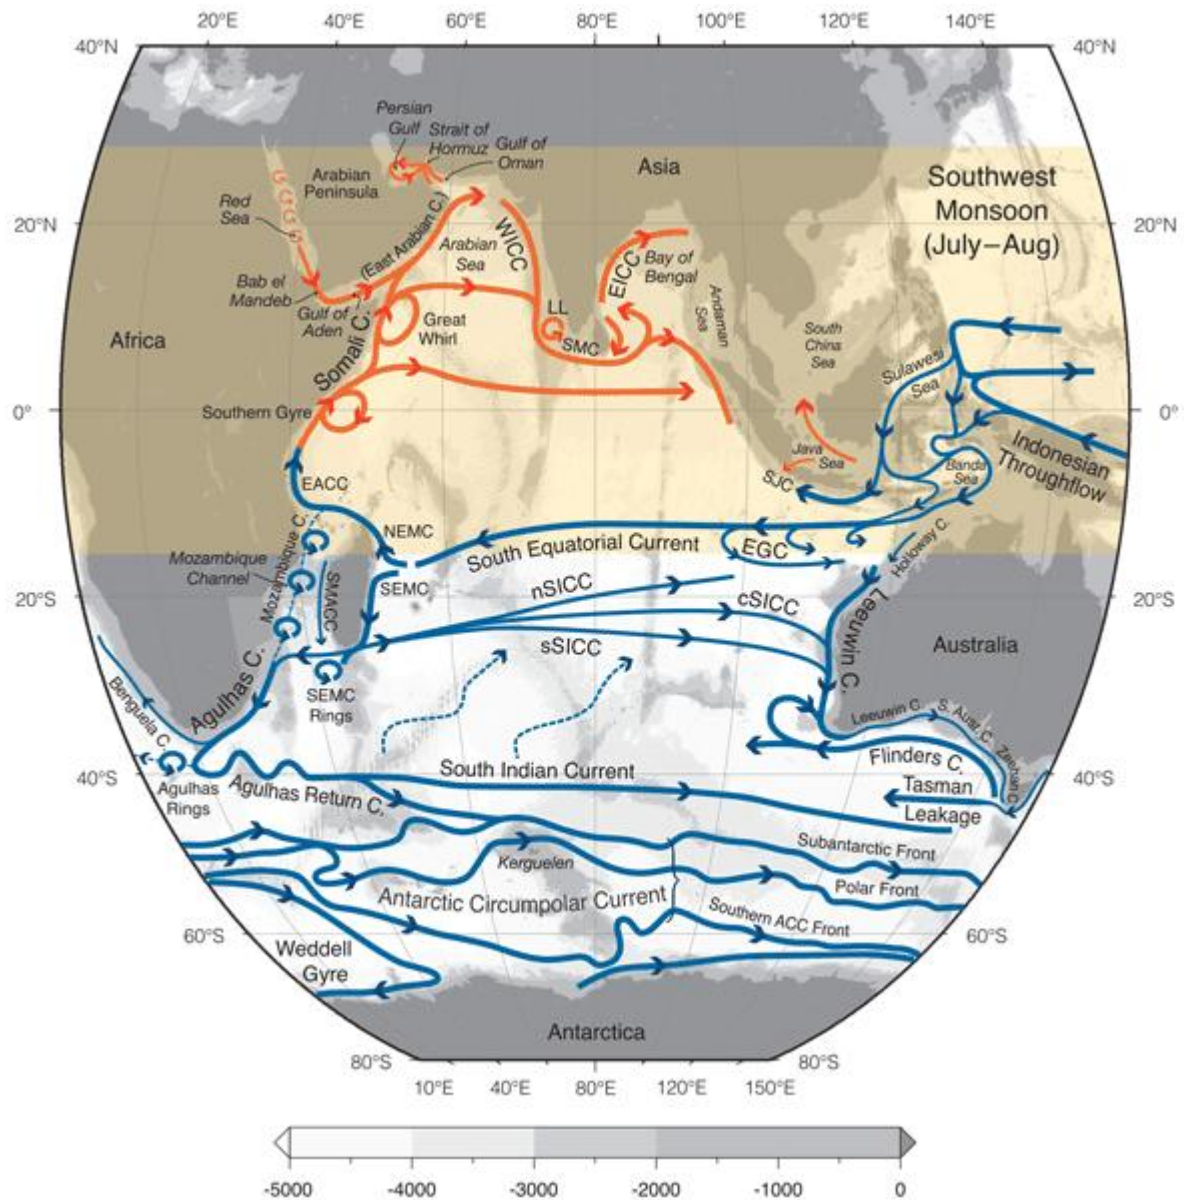 20°E 40°E 60°E 80°E 100°E 120°E 140°E
40°N 40°N
Persian
Gulf
Strait of
Hormuz
Gulf of
Oman
Arabian
Peninsula
Asia
Southwest
Monsoon
(July–Aug)
Red
Sea
20°N 20°N
(East Arabian C.)
Arabian
Sea
WICC
EICC
Bay of
Bengal
Bab el
Mandeb
Gulf of
Aden
Andaman
Sea
Africa
Somali C.
Great
Whirl
LL
SMC
South
China
Sea
Sulawesi
Sea
Southern Gyre
0° 0°
Indonesian
Throughflow
Java
Sea
Banda
Sea
SJC
EACC
NEMC
South Equatorial Current
EGC
Holloway C.
Mozambique
Channel
Mozambique C.
SMACC
SEMC
nSICC
cSICC
sSICC
20°S 20°S
Leeuwin C.
Australia
Agulhas C.
SEMC
Rings
Benguela C.
Leeuwin C.
S. Ausr. C.
Zeehan C.
Flinders C.
Tasman
Leakage
40°S 40°S
Agulhas
Rings
Agulhas Return C.
South Indian Current
Subantarctic Front
Kerguelen
Polar Front
Antarctic Circumpolar Current
Southern ACC Front
60°S 60°S
Weddell
Gyre
Antarctica
80°S 80°S
10°E 40°E 80°E 120°E 150°E
-5000 -4000 -3000 -2000 -1000 0